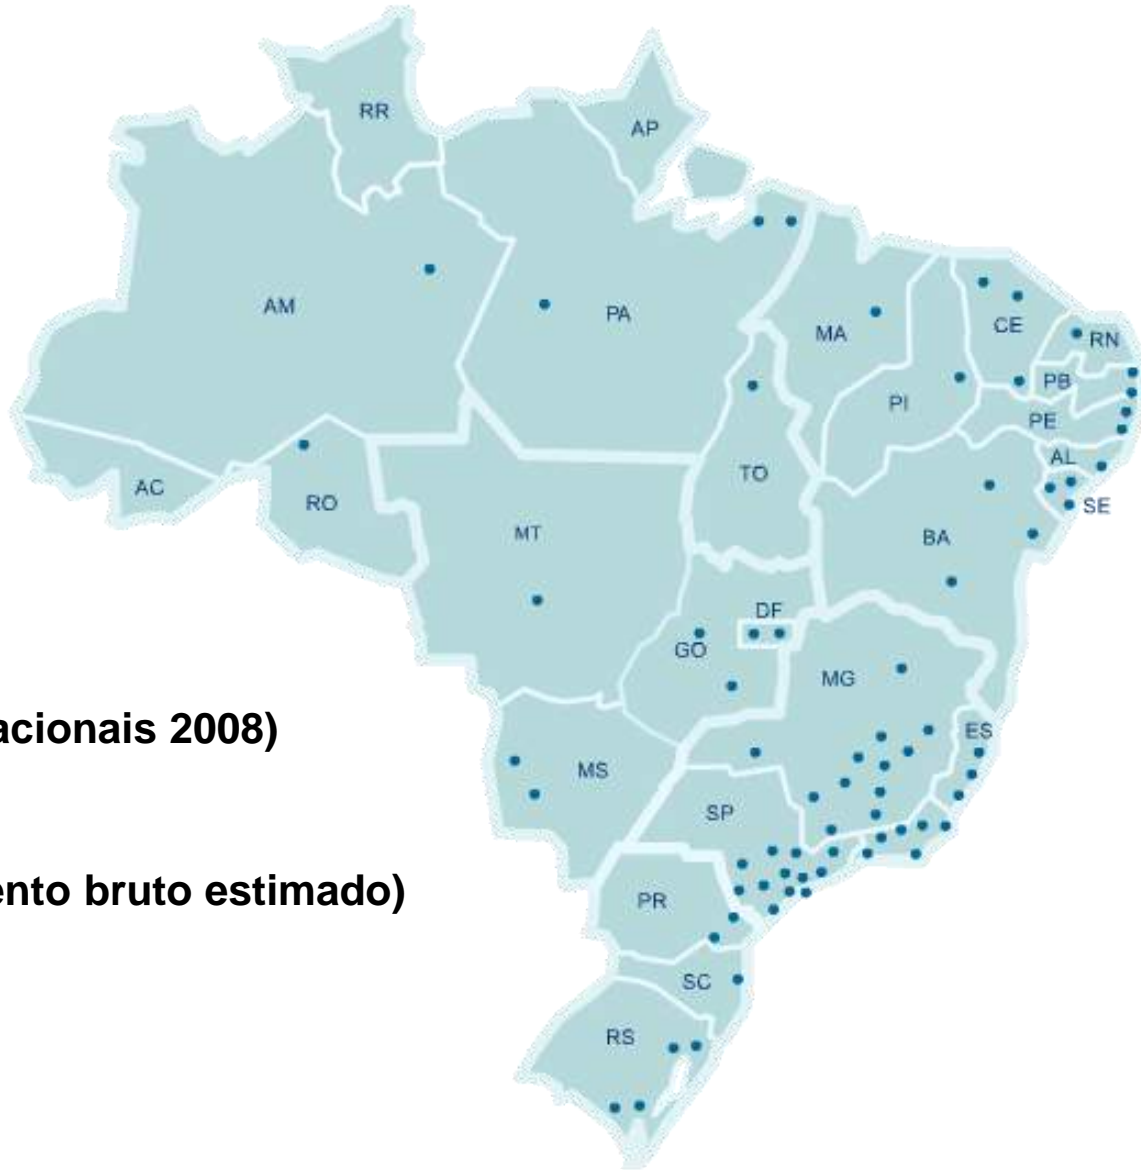 RR
AP
AM
PA
MA
CE
RN
PI
PB
PE
AL
TO
AC
RO
SE
MT
BA
DF
GO
MG
acionais 2008)
ES
MS
SP
ento bruto estimado)
PR
SC
RS